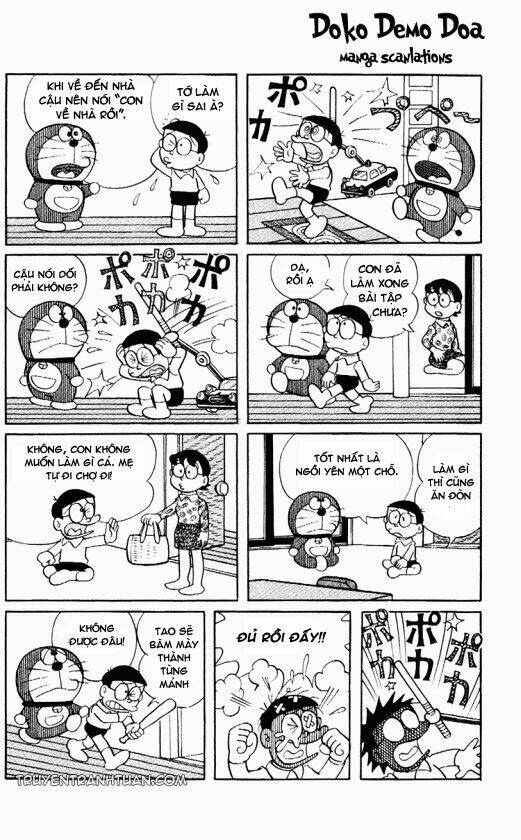 Doko Demo Doa
manga scanlations
ポカ
TỚ LÀM
GÌ SAI À?
KHI VỀ ĐẾN NHÀ
CẬU NÊN NÓI "CON
VỀ NHÀ RỒI".
CON ĐÃ
LÀM XONG
BÀI TẬP
CHƯA?
DẠ,
RỒI Ạ
CẬU NÓI DỐI
PHẢI KHÔNG?
ポカ
ポカ
ポカ
LÀM GÌ
THÌ CŨNG
ĂN ĐÒN
TỐT NHẤT LÀ
NGỒI YÊN MỘT CHỖ.
KHÔNG, CON KHÔNG
MUỐN LÀM GÌ CẢ. MẸ
TỰ ĐI CHỢ ĐI!
ポカ
ポカ
ĐỦ RỒI ĐẤY!!
TAO SẼ
BĂM MÀY
THÀNH
TỪNG
MẢNH
KHÔNG
ĐƯỢC ĐÂU!
TRUYENTRANHTUAN.COM